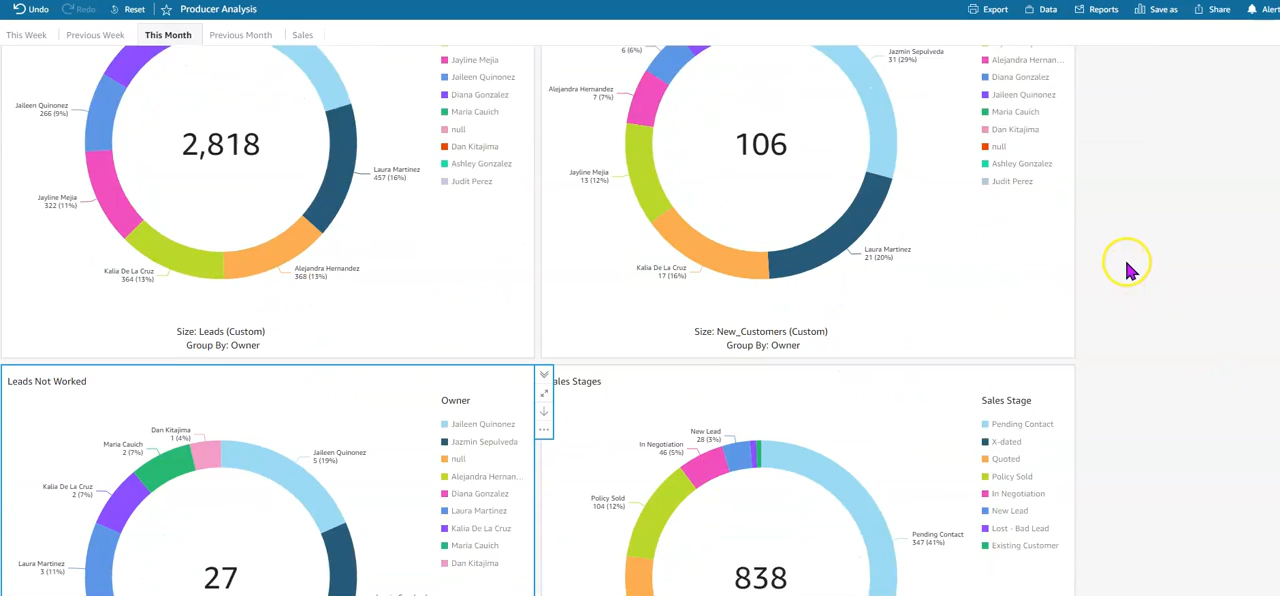 Undo Redo Reset Producer Analysis Export Data Reports Save as Share Alert
This Week Previous Week This Month Previous Month Sales
Jayline Mejia
Jaileen Quinonez
Diana Gonzalez
Maria Cauich
null
Dan Kitajima
Ashley Gonzalez
Judit Perez
Jaileen Quinonez
266 (9%)
2,818
Laura Martinez
457 (16%)
Jayline Mejia
322 (11%)
Kalia De La Cruz
364 (13%)
Alejandra Hernandez
368 (13%)
Size: Leads (Custom)
Group By: Owner
6 (6%)
Jazmin Sepulveda
31 (29%)
Alejandra Hernandez
7 (7%)
106
Jayline Mejia
13 (12%)
Laura Martinez
21 (20%)
Kalia De La Cruz
17 (16%)
Alejandra Hernan...
Diana Gonzalez
Jaileen Quinonez
Maria Cauich
Dan Kitajima
null
Ashley Gonzalez
Judit Perez
Size: New_Customers (Custom)
Group By: Owner
Leads Not Worked
Dan Kitajima
1 (4%)
Maria Cauich
2 (7%)
Jaileen Quinonez
5 (19%)
Kalia De La Cruz
2 (7%)
Laura Martinez
3 (11%)
27
Owner
Jaileen Quinonez
Jazmin Sepulveda
null
Alejandra Hernan...
Diana Gonzalez
Laura Martinez
Kalia De La Cruz
Maria Cauich
Dan Kitajima
ales Stages
New Lead
28 (3%)
In Negotiation
46 (5%)
Policy Sold
104 (12%)
Pending Contact
347 (41%)
838
Sales Stage
Pending Contact
X-dated
Quoted
Policy Sold
In Negotiation
New Lead
Lost - Bad Lead
Existing Customer